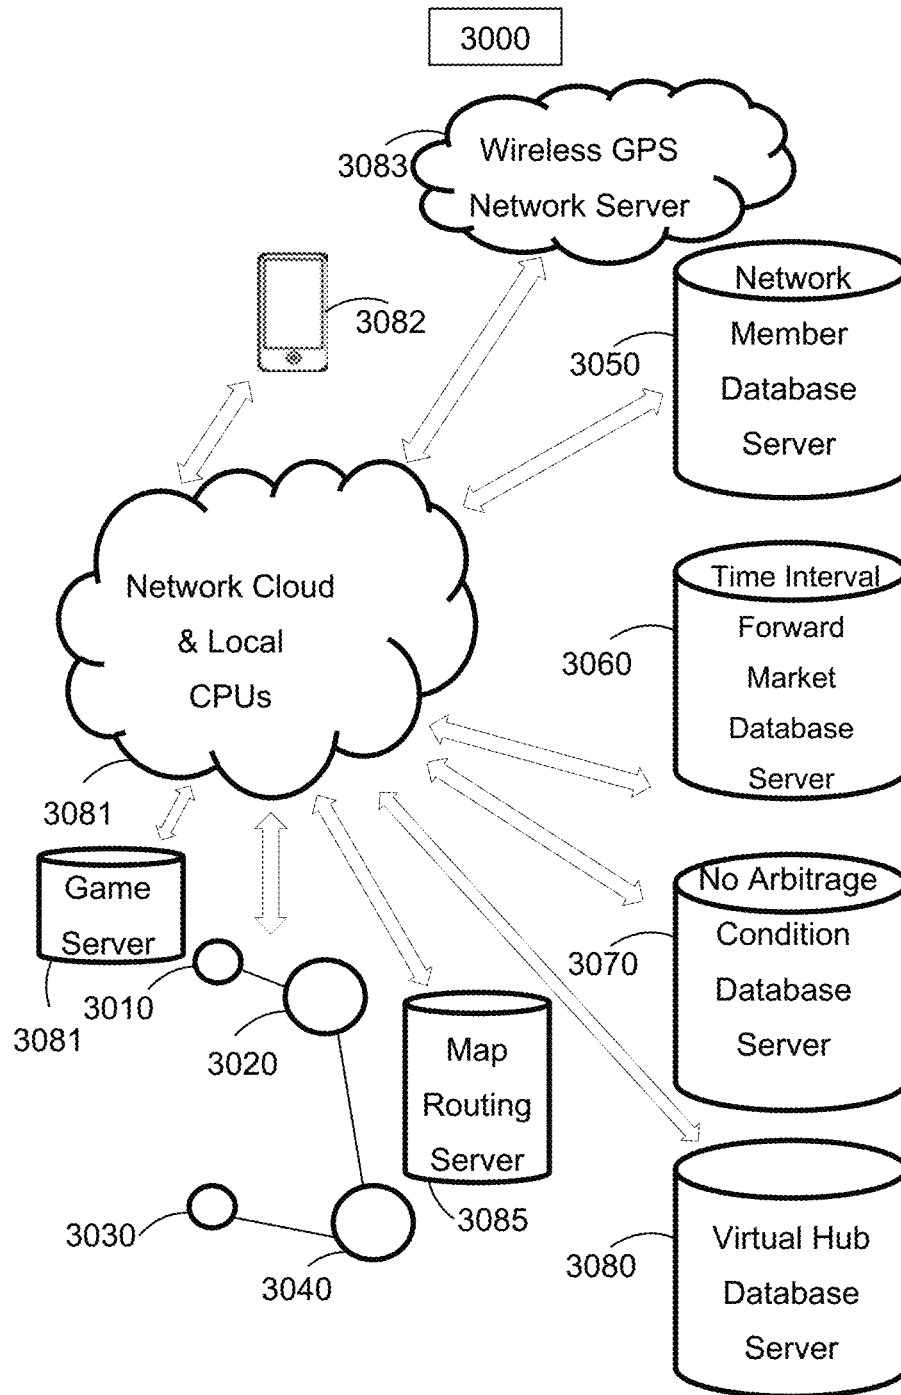 3000
Wireless GPS
3083
Network Server
3082
Network
Member
3050
Database
Server
Network Cloud
& Local
CPUs
3081
Time Interval
Forward
3060
Market
Database
Server
Game
Server
3081
3010
3020
No Arbitrage
Condition
3070
Database
Server
Map
Routing
Server
3085
3030
3040
Virtual Hub
3080
Database
Server